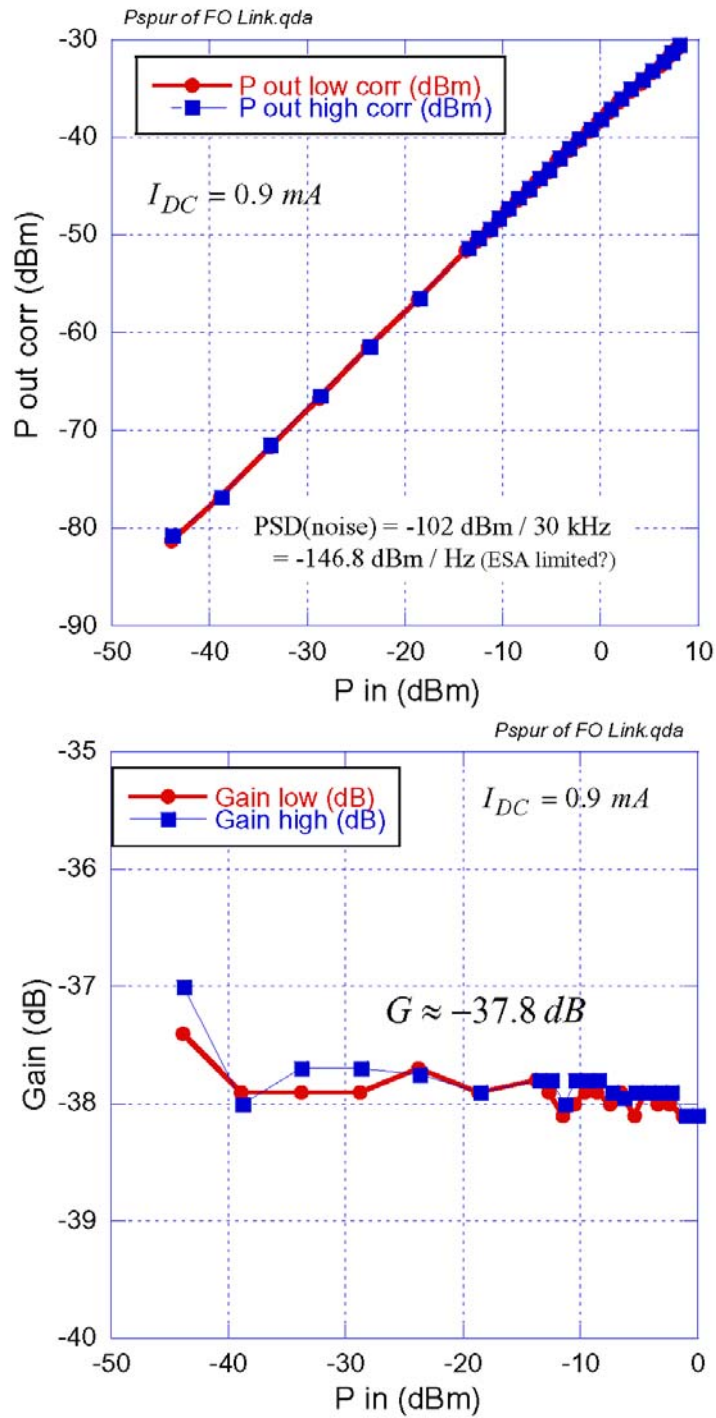 Pspur of FO Link.qda
-30
P out low corr (dBm)
P out high corr (dBm)
-40
I_DC = 0.9 mA
-50
P out corr (dBm)
-60
-70
PSD(noise) = -102 dBm / 30 kHz
-80
= -146.8 dBm / Hz (ESA limited?)
-90
-50 -40 -30 -20 -10 0 10
P in (dBm)
Pspur of FO Link.qda
-35
Gain low (dB)
Gain high (dB)
I_DC = 0.9 mA
-36
-37
G ≈ −37.8 dB
Gain (dB)
-38
-39
-40
-50 -40 -30 -20 -10 0
P in (dBm)